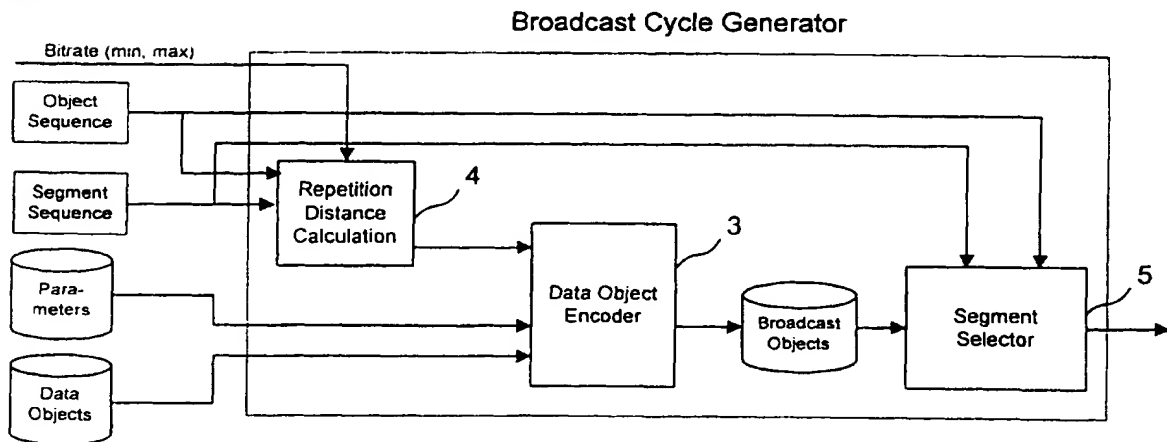 Broadcast Cycle Generator
Bitrate (min, max)
Object
Sequence
Segment
Sequence
Para-
meters
Data
Objects
Repetition
Distance
Calculation
4
Data Object
Encoder
3
Broadcast
Objects
Segment
Selector
5